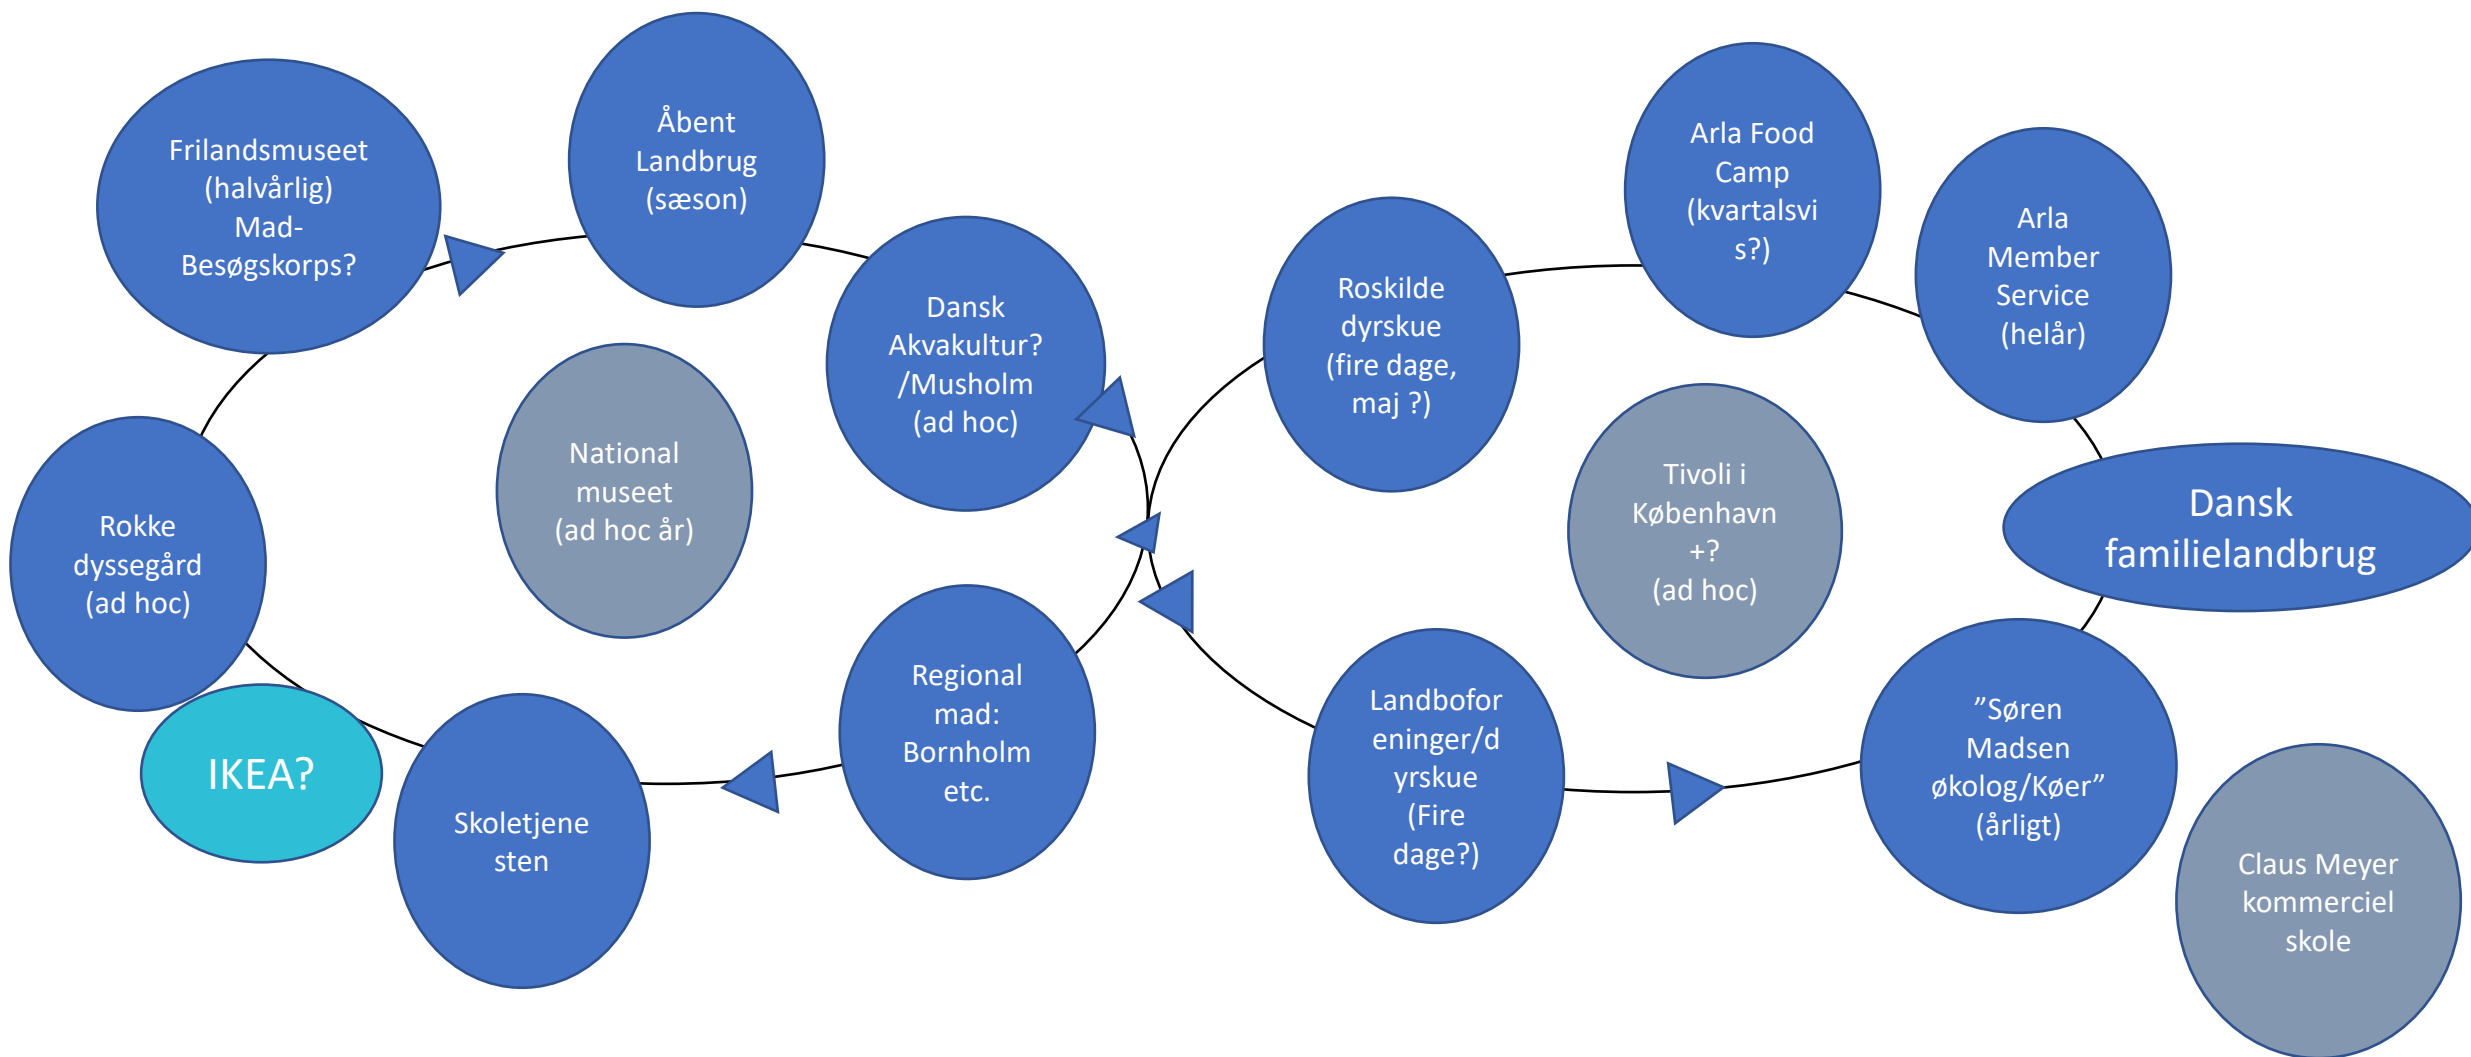 Frilandsmuseet
(halvårlig)
Mad-
Besøgskorps?
Åbent
Landbrug
(sæson)
Dansk
Akvakultur?
/Musholm
(ad hoc)
National
museet
(ad hoc år)
Rokke
dyssegård
(ad hoc)
IKEA?
Skoletjene
sten
Regional
mad:
Bornholm
etc.
Roskilde
dyrskue
(fire dage,
maj ?)
Arla Food
Camp
(kvartalsvi
s?)
Arla
Member
Service
(helår)
Tivoli i
København
+?
(ad hoc)
Dansk
familielandbrug
Landbofor
eninger/d
yrskue
(Fire
dage?)
”Søren
Madsen
økolog/Køer”
(årligt)
Claus Meyer
kommerciel
skole